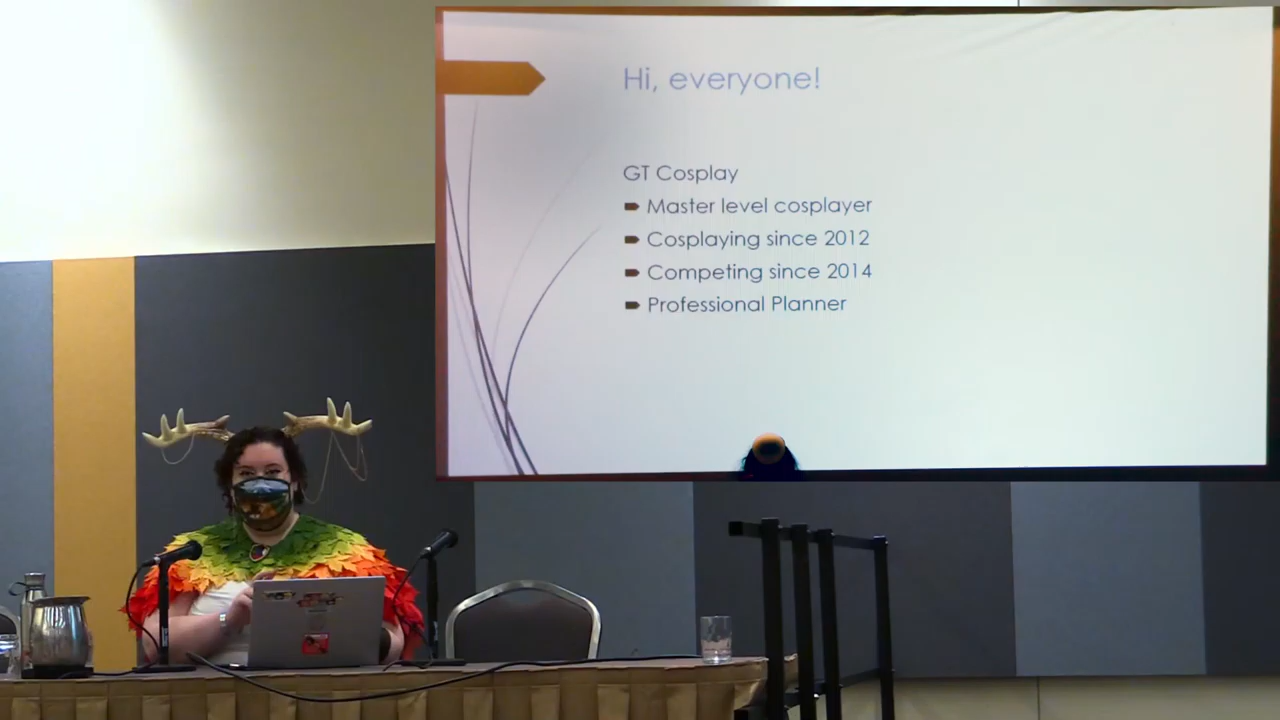 Hi, everyone!
GT Cosplay
Master level cosplayer
Cosplaying since 2012
Competing since 2014
Professional Planner